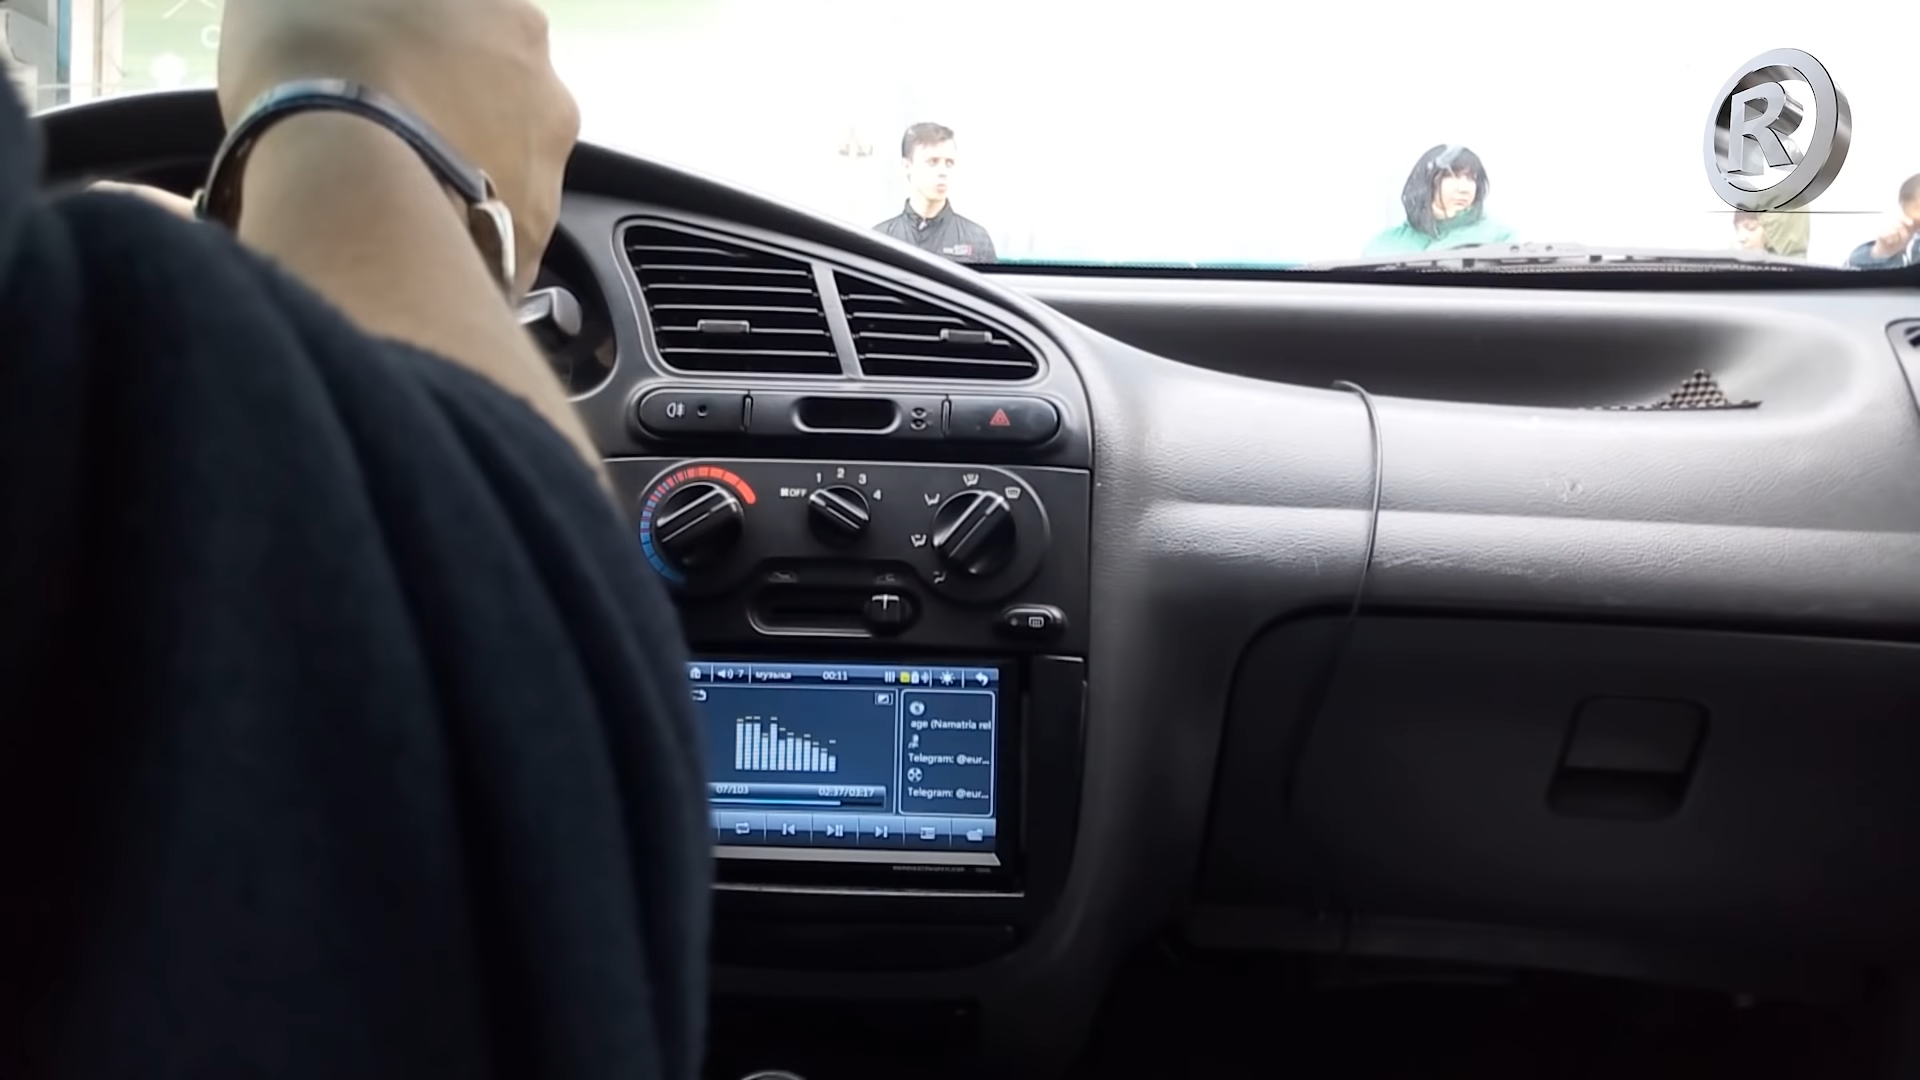 R
OFF 1 2 3 4
7 музыка 00:11
age (Namatria rel
Telegram: @eur...
Telegram: @eur...
07/103 02:37/03:17